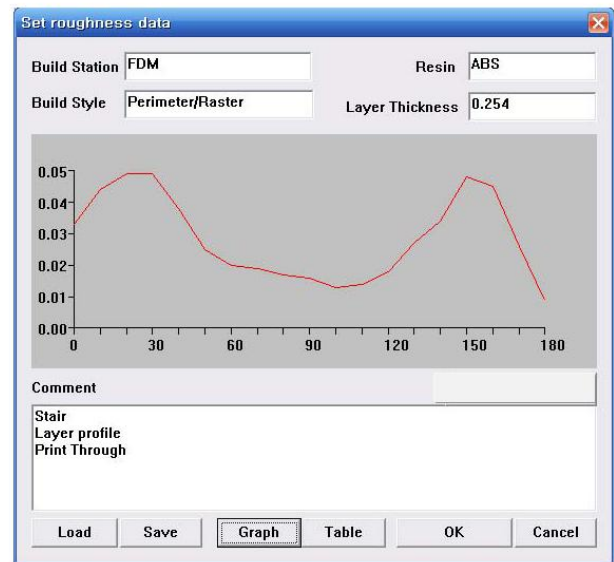 Set roughness data
Build Station FDM Resin ABS
Build Style Perimeter/Raster Layer Thickness 0.254
0.05
0.04
0.03
0.02
0.01
0.00
0 30 60 90 120 150 180
Comment
Stair
Layer profile
Print Through
Load Save Graph Table OK Cancel